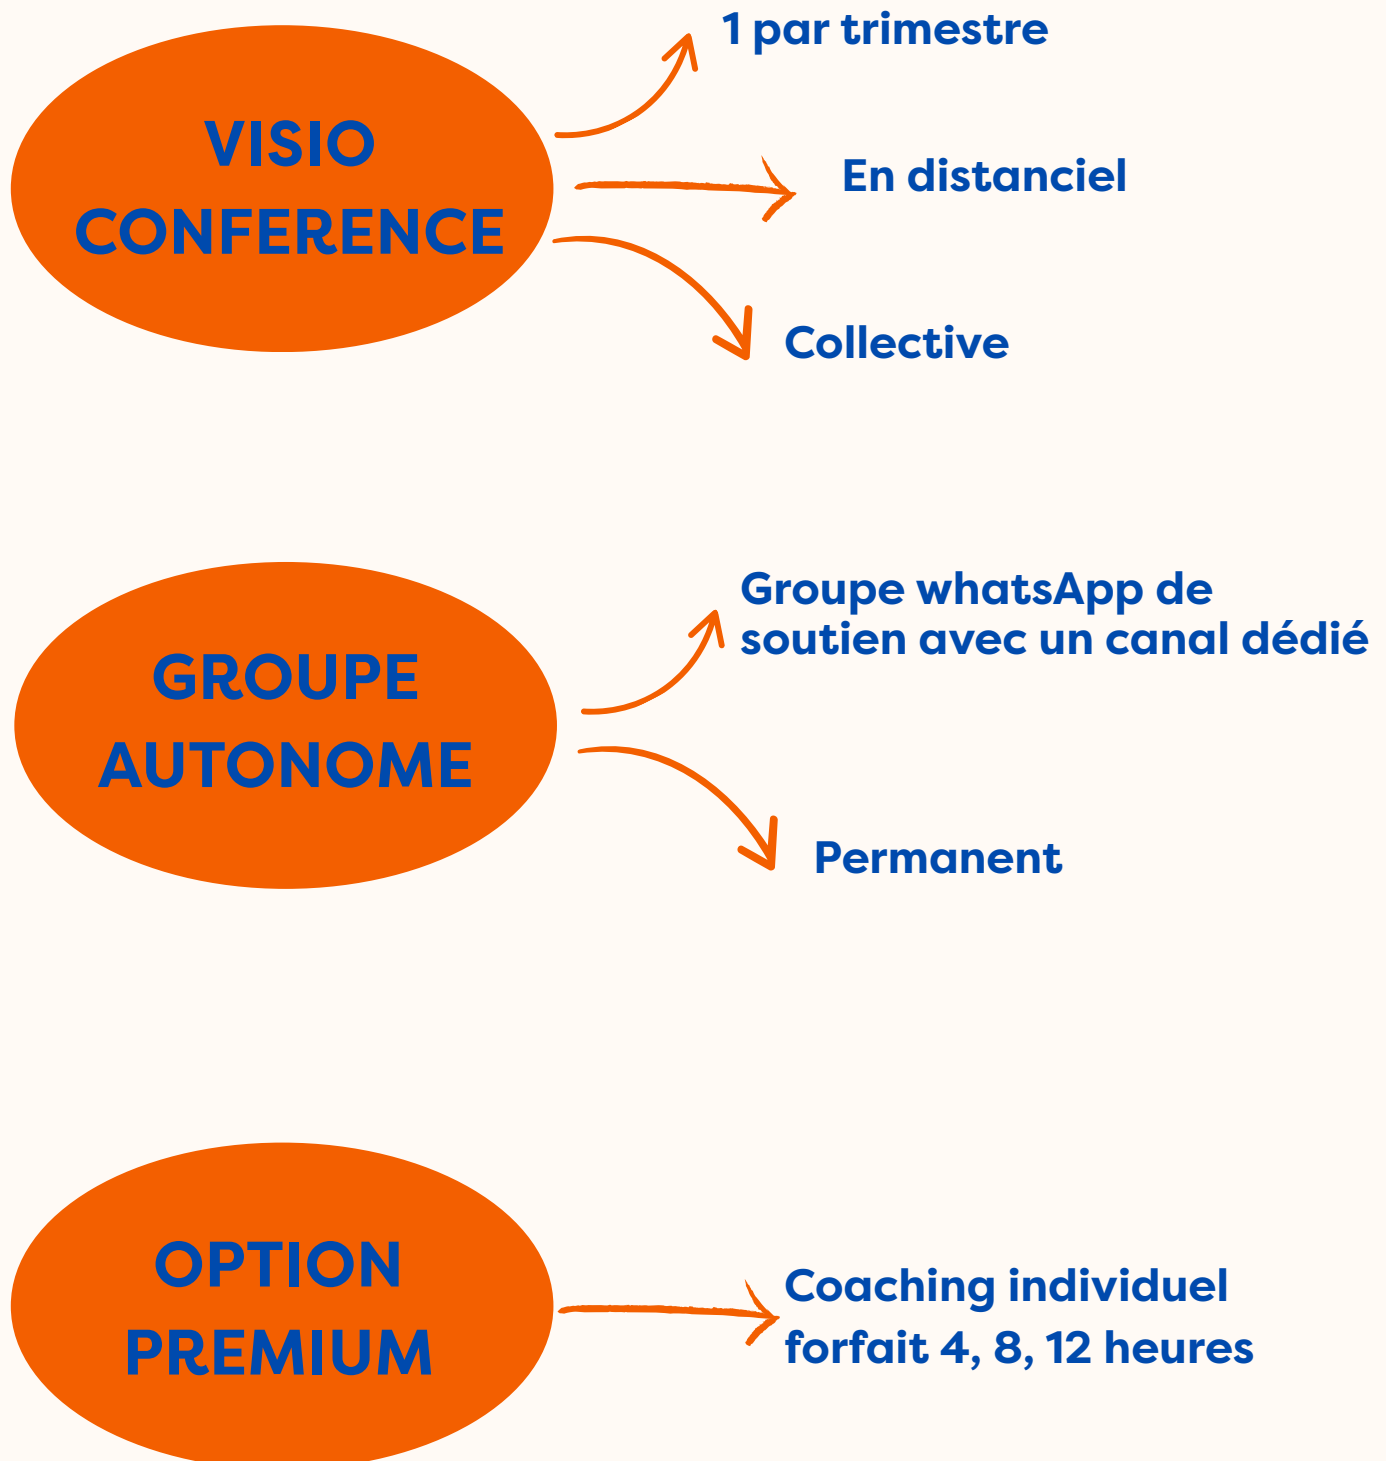 VISIO
CONFERENCE
1 par trimestre
En distanciel
Collective
GROUPE
AUTONOME
Groupe whatsApp de
soutien avec un canal dédié
Permanent
OPTION
PREMIUM
Coaching individuel
forfait 4, 8, 12 heures